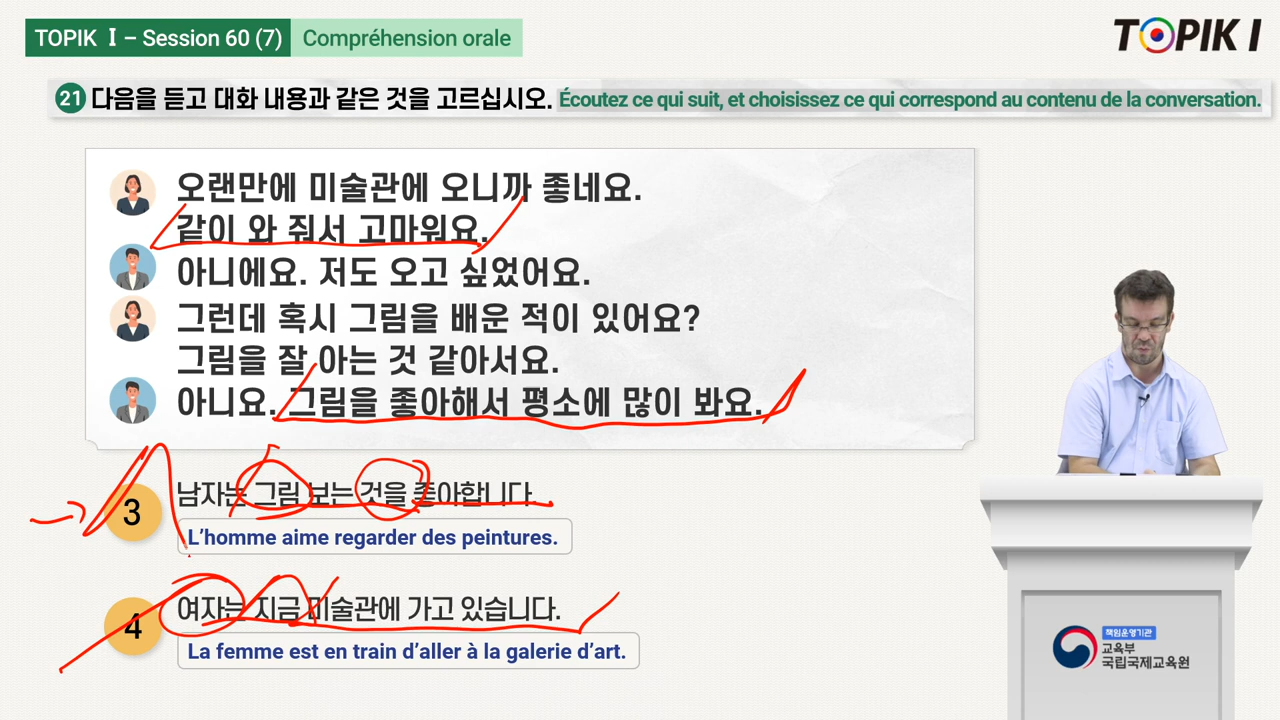 TOPIK I – Session 60 (7) Compréhension orale
TOPIK I
21 다음을 듣고 대화 내용과 같은 것을 고르십시오. Écoutez ce qui suit, et choisissez ce qui correspond au contenu de la conversation.
오랜만에 미술관에 오니까 좋네요.
같이 와 줘서 고마워요.
아니에요. 저도 오고 싶었어요.
그런데 혹시 그림을 배운 적이 있어요?
그림을 잘 아는 것 같아서요.
아니요. 그림을 좋아해서 평소에 많이 봐요.
3 남자는 그림 보는 것을 좋아합니다.
L’homme aime regarder des peintures.
4 여자는 지금 미술관에 가고 있습니다.
La femme est en train d’aller à la galerie d’art.
책임운영기관
교육부
국립국제교육원